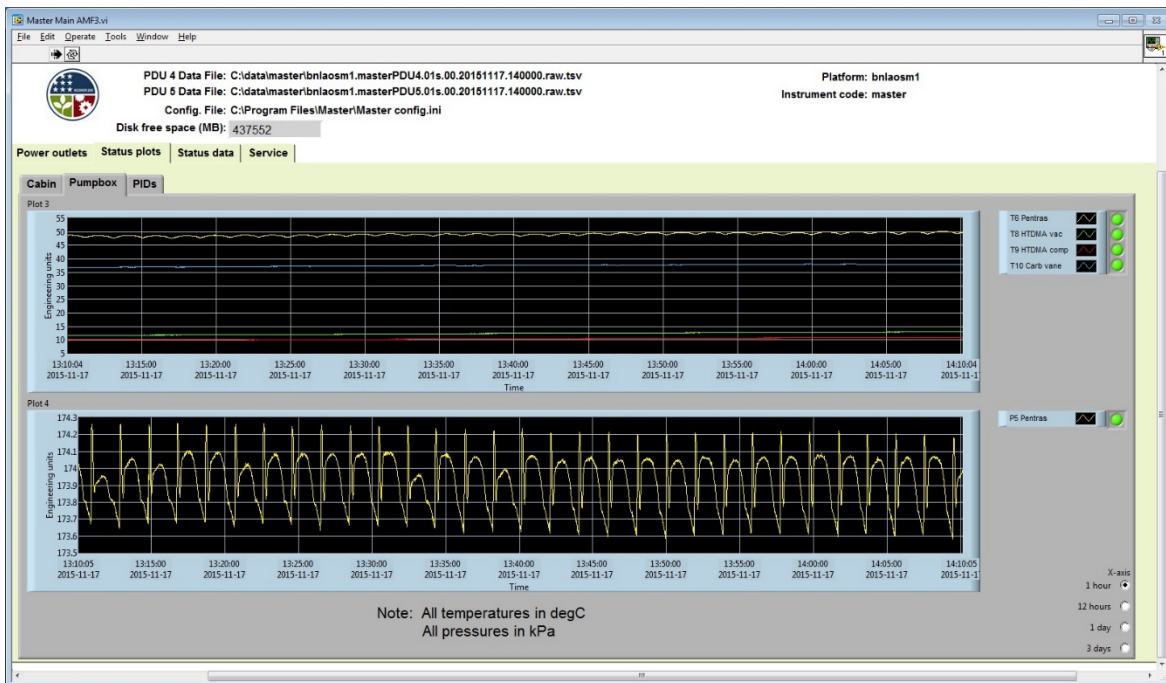 Master Main AMF3.vi
File Edit Operate Tools Window Help
PDU 4 Data File: C:\data\master\bnlaosm1.masterPDU4.01s.00.20151117.140000.raw.tsv
PDU 5 Data File: C:\data\master\bnlaosm1.masterPDU5.01s.00.20151117.140000.raw.tsv
Config. File: C:\Program Files\Master\Master config.ini
Disk free space (MB): 437552
Platform: bnlaosm1
Instrument code: master
Power outlets Status plots Status data Service
Cabin Pumpbox PIDs
Plot 3
55
50
45
40
35
30
25
20
15
10
5
Engineering units
13:10:04 13:15:00 13:20:00 13:25:00 13:30:00 13:35:00 13:40:00 13:45:00 13:50:00 13:55:00 14:00:00 14:05:00 14:10:04
2015-11-17 2015-11-17 2015-11-17 2015-11-17 2015-11-17 2015-11-17 2015-11-17 2015-11-17 2015-11-17 2015-11-17 2015-11-17 2015-11-17 2015-11-1
Time
T6 Pentras
T8 HTDMA vac
T9 HTDMA comp
T10 Carb vane
Plot 4
174.3
174.2
174.1
174
173.9
173.8
173.7
173.6
173.5
Engineering units
13:10:05 13:15:00 13:20:00 13:25:00 13:30:00 13:35:00 13:40:00 13:45:00 13:50:00 13:55:00 14:00:00 14:05:00 14:10:05
2015-11-17 2015-11-17 2015-11-17 2015-11-17 2015-11-17 2015-11-17 2015-11-17 2015-11-17 2015-11-17 2015-11-17 2015-11-17 2015-11-17 2015-11-1
Time
P5 Pentras
X-axis
1 hour
12 hours
1 day
3 days
Note: All temperatures in degC
All pressures in kPa